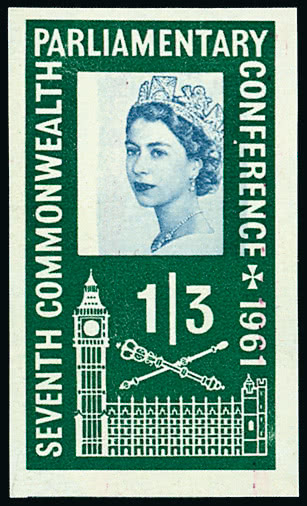 SEVENTH COMMONWEALTH
PARLIAMENTARY
CONFERENCE ✠ 1961
1/3